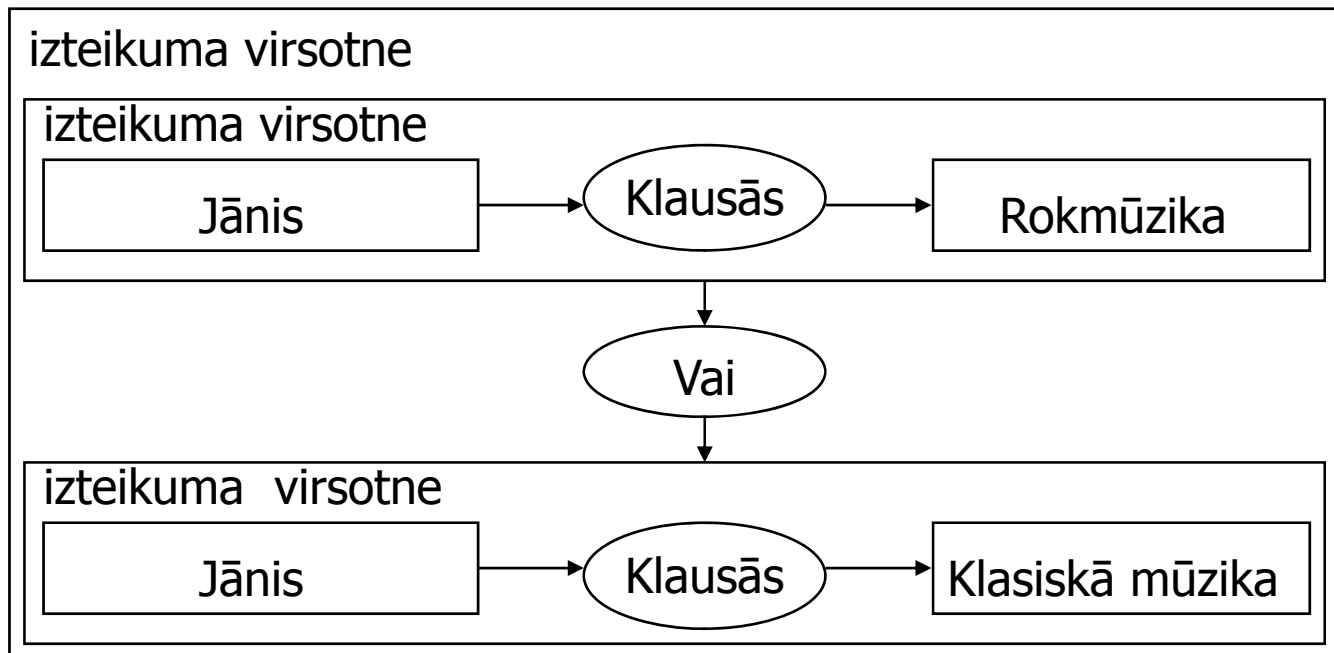 izteikuma virsotne
izteikuma virsotne
Jānis Klausās Rokmūzika
Vai
izteikuma virsotne
Jānis Klausās Klasiskā mūzika